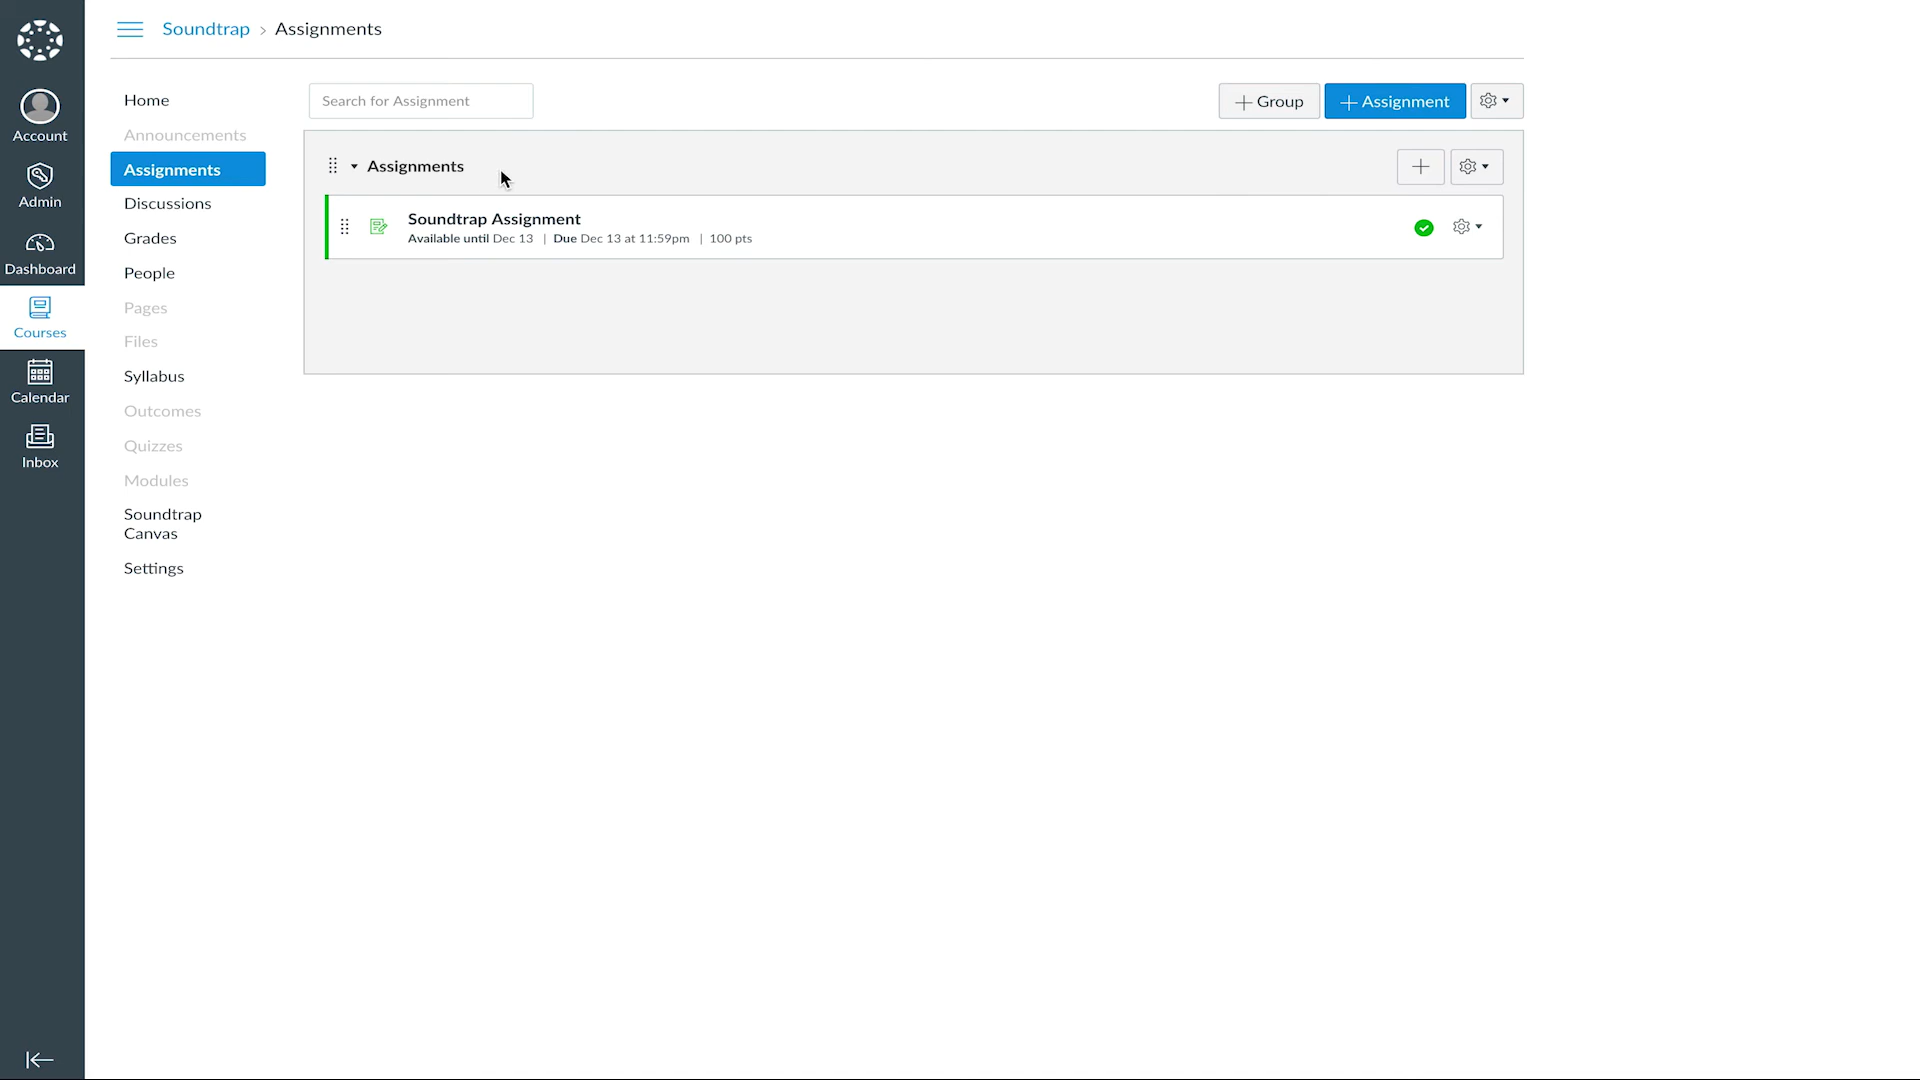 Soundtrap > Assignments
Account
Admin
Dashboard
Courses
Calendar
Inbox
Home
Announcements
Assignments
Discussions
Grades
People
Pages
Files
Syllabus
Outcomes
Quizzes
Modules
Soundtrap
Canvas
Settings
Search for Assignment
+ Group
+ Assignment
Assignments
Soundtrap Assignment
Available until Dec 13 | Due Dec 13 at 11:59pm | 100 pts